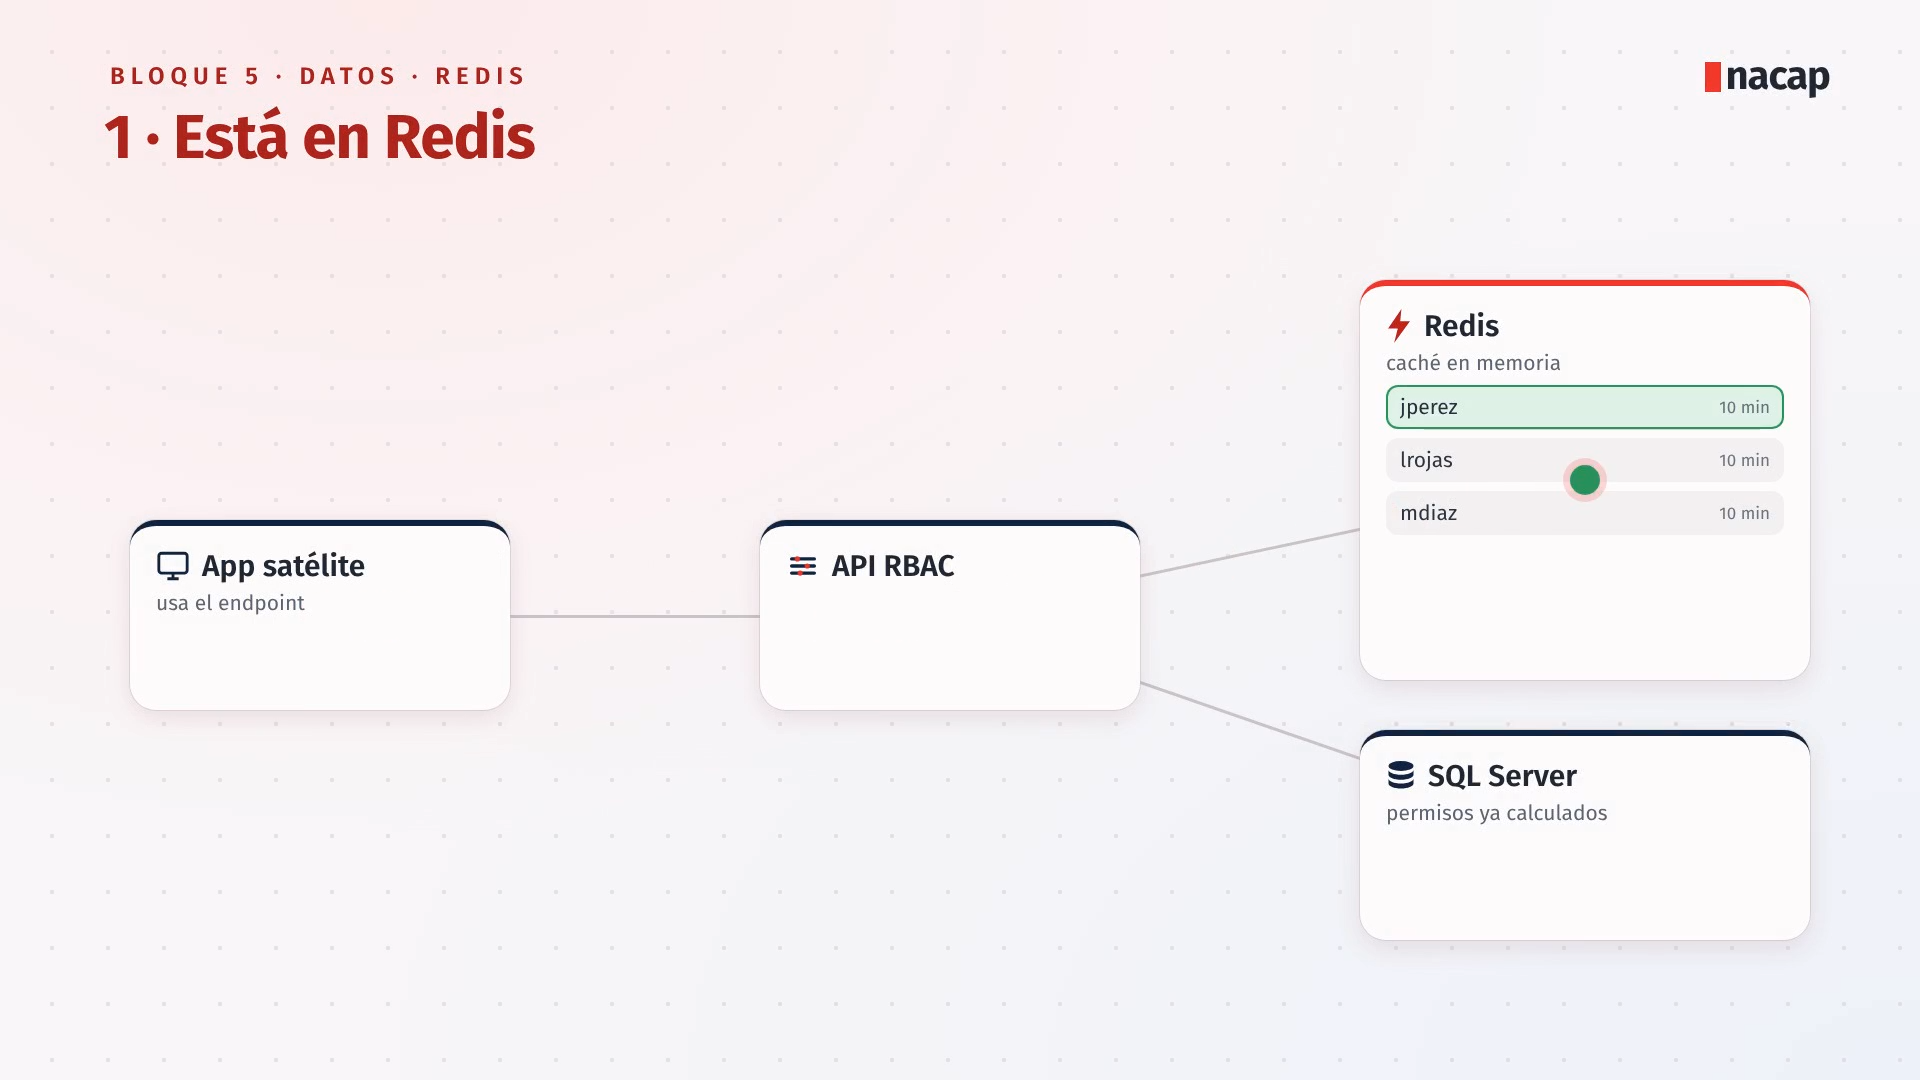 BLOQUE 5 · DATOS · REDIS
1 · Está en Redis
nacap
App satélite
usa el endpoint
API RBAC
Redis
caché en memoria
jperez 10 min
lrojas 10 min
mdiaz 10 min
SQL Server
permisos ya calculados